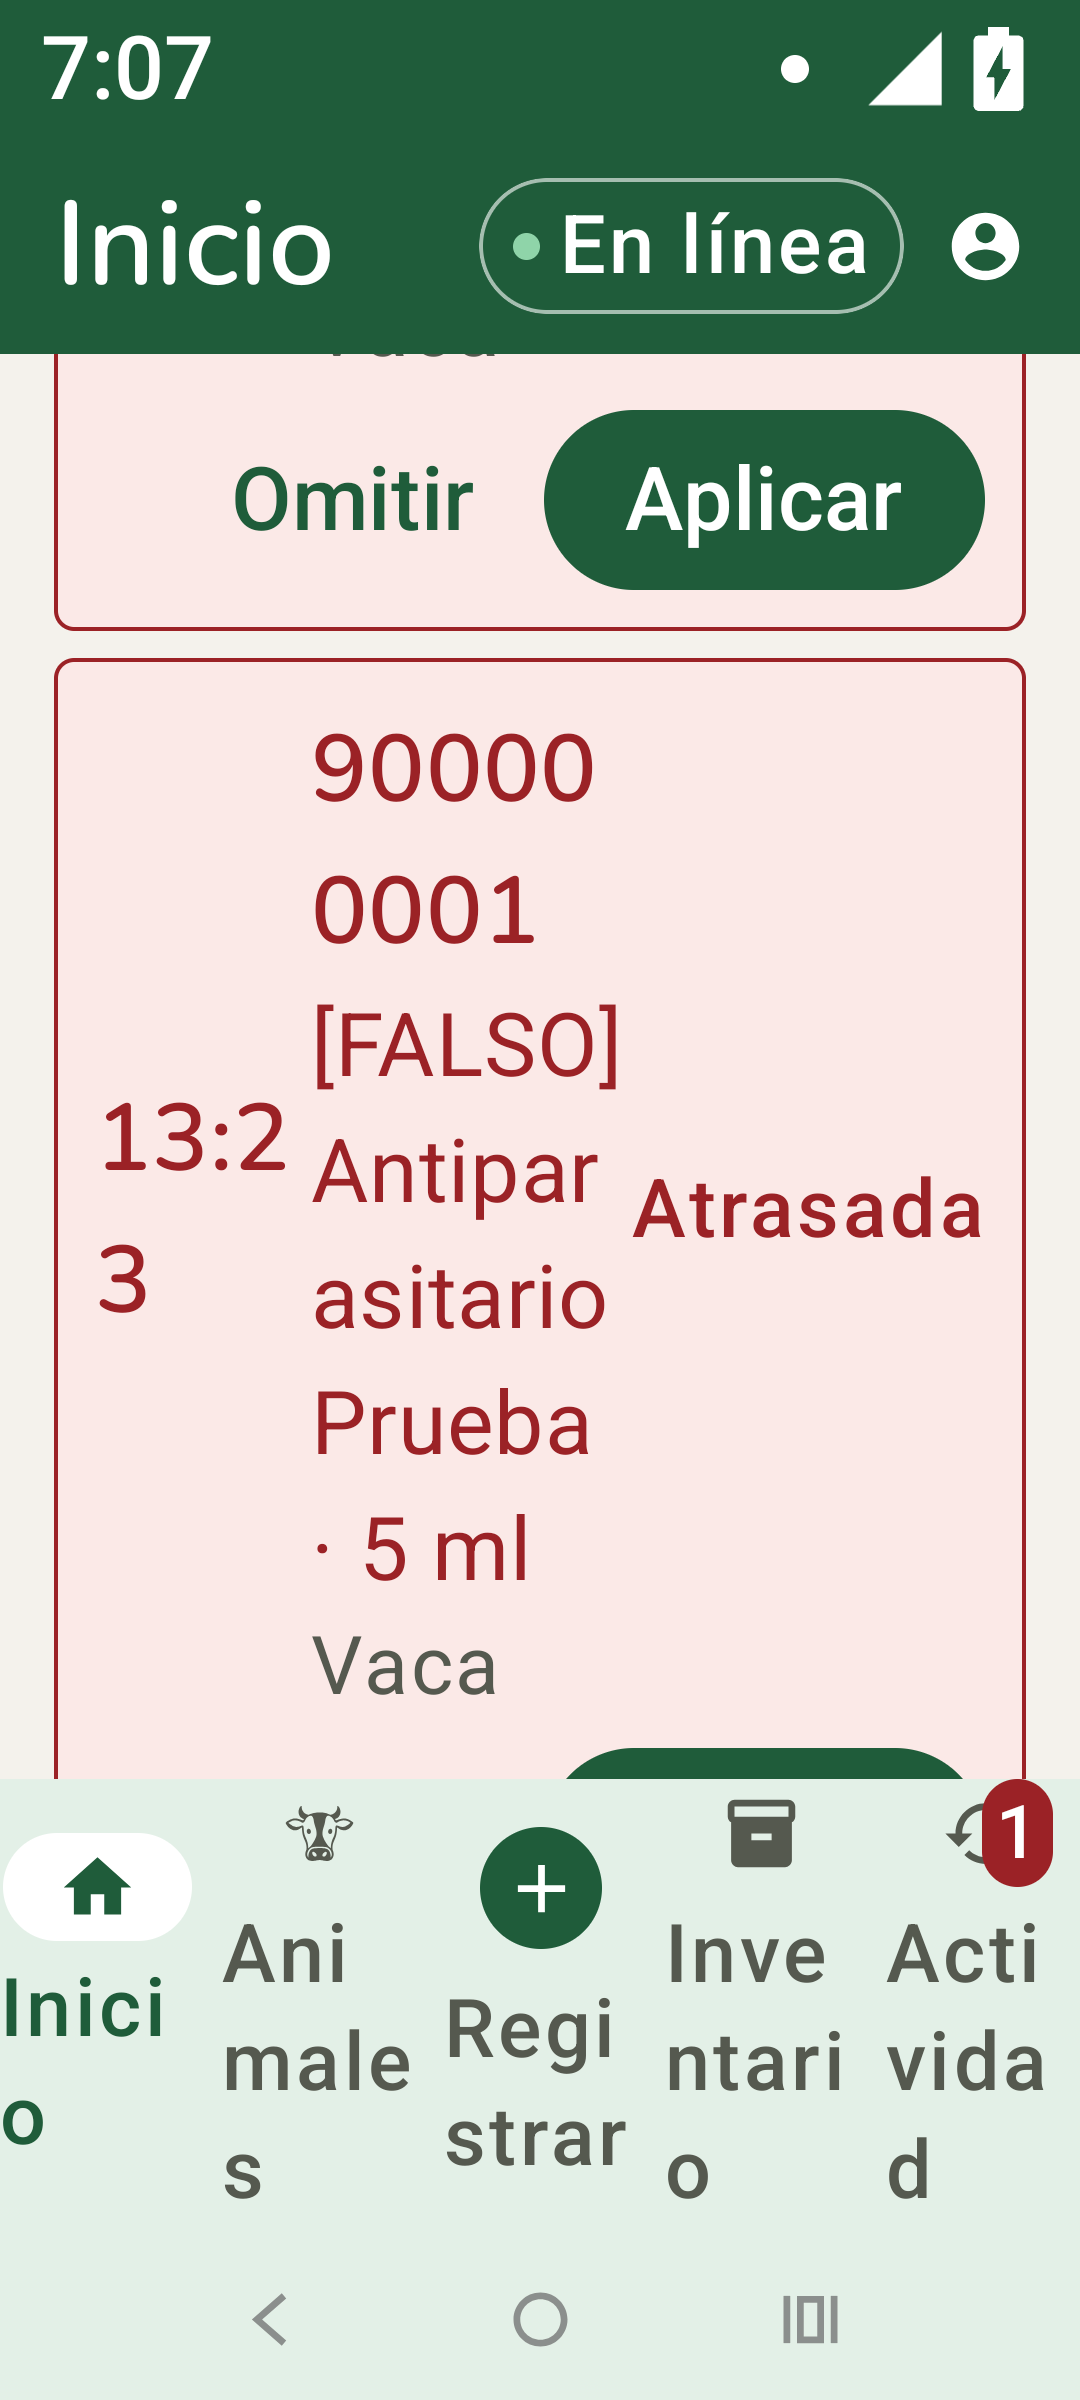 7:07
Inicio
En línea
Omitir
Aplicar
90000
0001
[FALSO]
Antipar
asitario
Prueba
· 5 ml
Vaca
13:2
3
Atrasada
Inici
o
Ani
male
s
Regi
strar
Inve
ntari
o
1
Acti
vida
d